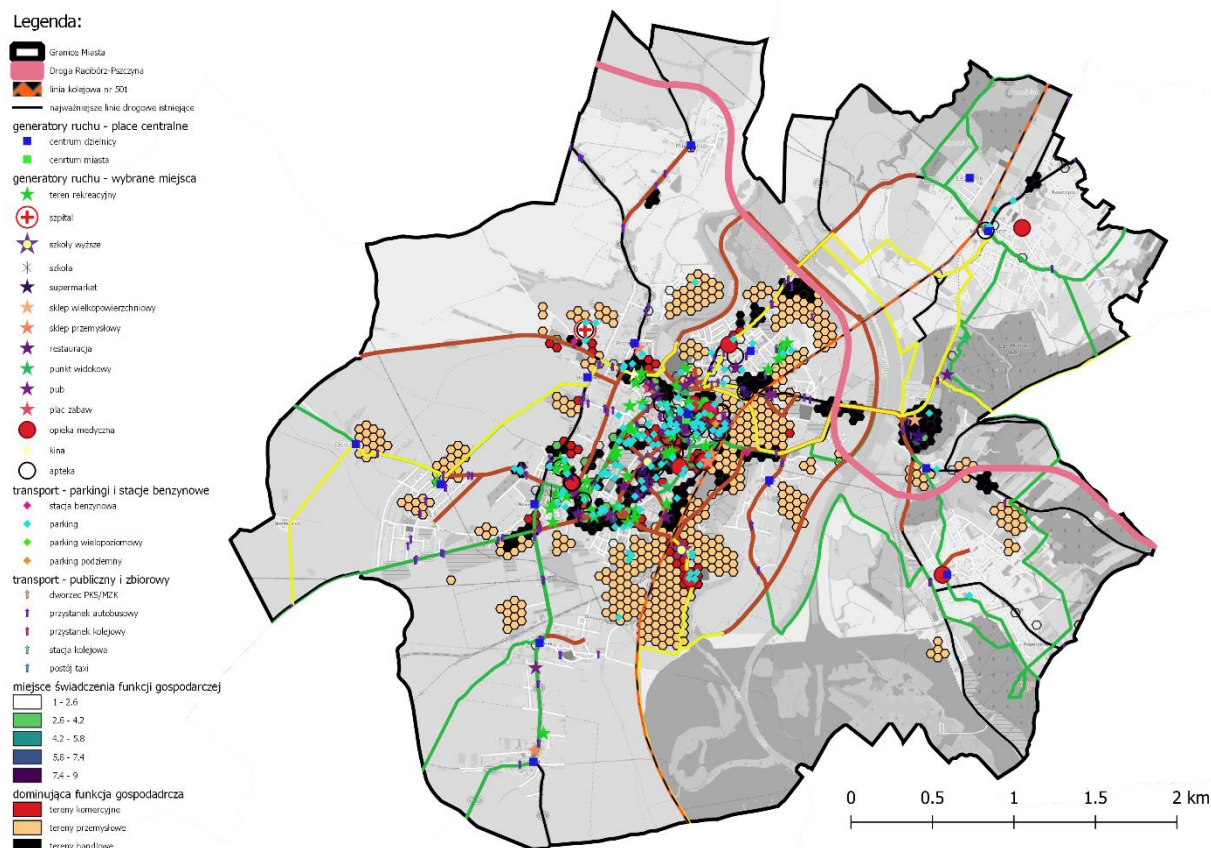 Legenda:
Granice Miasta
Droga Racibórz-Pszczyna
linia kolejowa nr 501
najważniejsze linie drogowe istniejące
generatory ruchu - place centralne
centrum dzielnicy
cenrtum miasta
generatory ruchu - wybrane miejsca
teren rekreacyjny
szpital
szkoły wyższe
szkoła
supermarket
sklep wielkopowierzchniowy
sklep przemysłowy
restauracja
punkt widokowy
pub
plac zabaw
opieka medyczna
kina
apteka
transport - parkingi i stacje benzynowe
stacja benzynowa
parking
parking wielopoziomowy
parking podziemny
transport - publiczny i zbiorowy
dworzec PKS/MZK
przystanek autobusowy
przystanek kolejowy
stacja kolejowa
postój taxi
miejsce świadczenia funkcji gospodarczej
1 - 2.6
2.6 - 4.2
4.2 - 5.8
5.8 - 7.4
7.4 - 9
dominująca funkcja gospodadrcza
tereny komercyjne
tereny przemysłowe
tereny handlowe
0 0.5 1 1.5 2 km